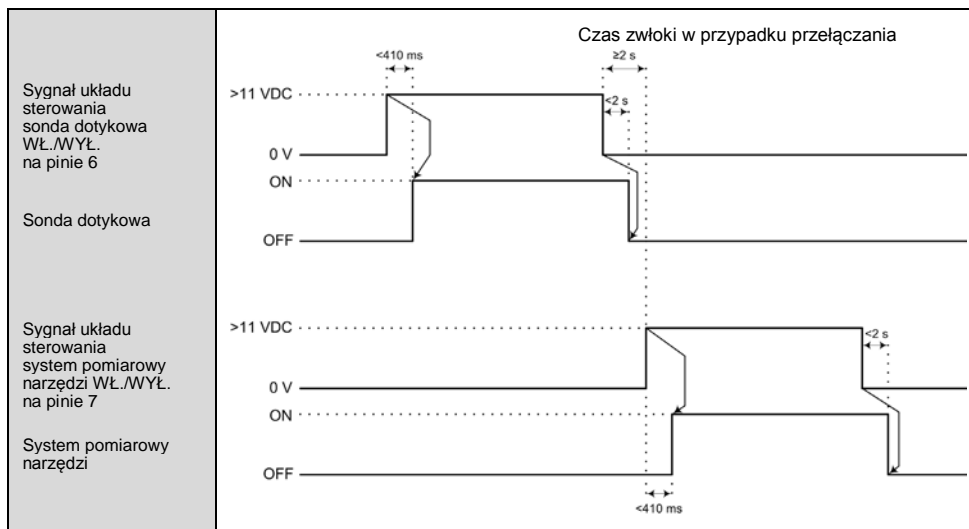 Czas zwłoki w przypadku przełączania
<410 ms
≥2 s
Sygnał układu
sterowania
sonda dotykowa
WŁ./WYŁ.
na pinie 6
>11 VDC
<2 s
0 V
ON
Sonda dotykowa
OFF
Sygnał układu
sterowania
system pomiarowy
narzędzi WŁ./WYŁ.
na pinie 7
>11 VDC
<2 s
0 V
ON
System pomiarowy
narzędzi
OFF
<410 ms